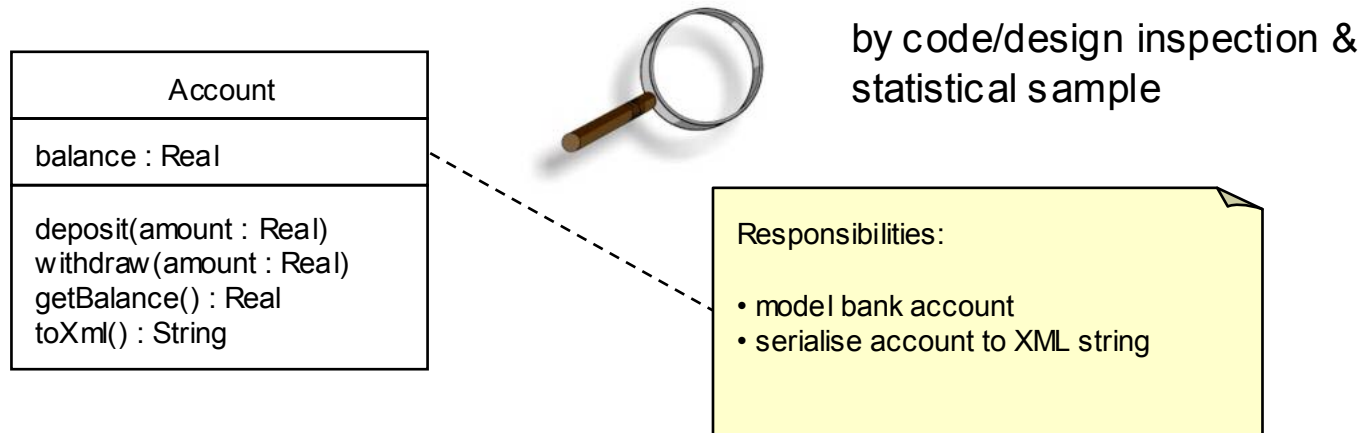 by code/design inspection &
statistical sample
Account
balance : Real
deposit(amount : Real)
withdraw(amount : Real)
getBalance() : Real
toXml() : String
Responsibilities:
• model bank account
• serialise account to XML string